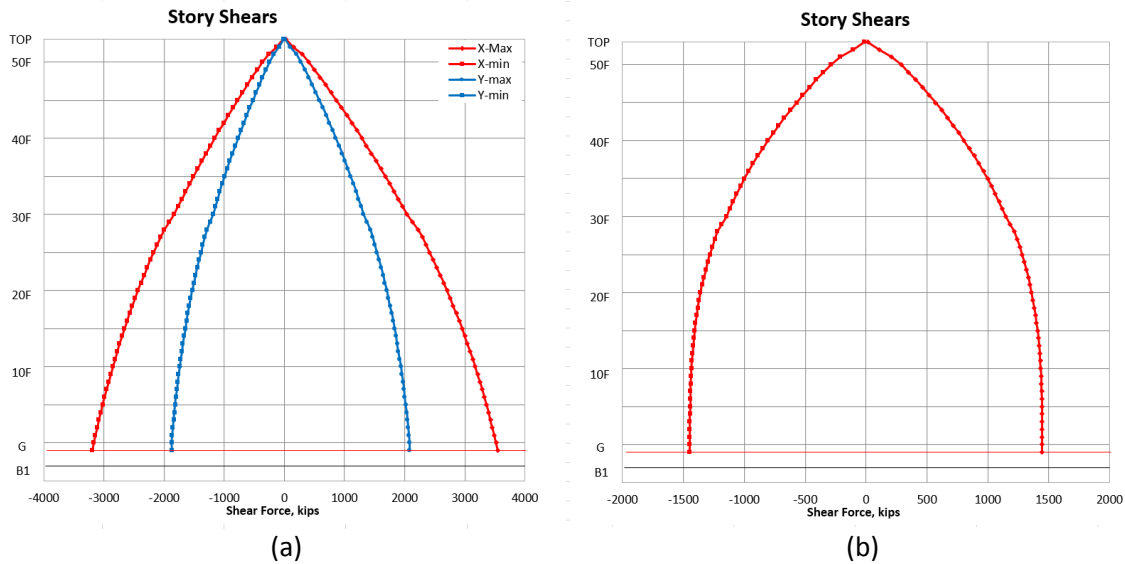 Story Shears
TOP
50F
40F
30F
20F
10F
G
B1
X-Max
X-min
Y-max
Y-min
-4000 -3000 -2000 -1000 0 1000 2000 3000 4000
Shear Force, kips
(a)
Story Shears
TOP
50F
40F
30F
20F
10F
G
B1
-2000 -1500 -1000 -500 0 500 1000 1500 2000
Shear Force, kips
(b)